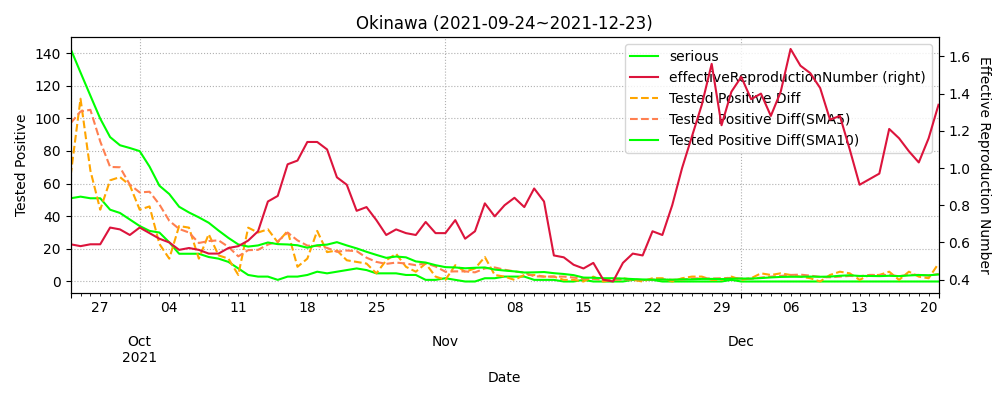 Okinawa (2021-09-24~2021-12-23)
serious
effectiveReproductionNumber (right)
Tested Positive Diff
Tested Positive Diff(SMA5)
Tested Positive Diff(SMA10)
Tested Positive
140
120
100
80
60
40
20
0
1.6
1.4
1.2
1.0
0.8
0.6
0.4
Effective Reproduction Number
27 04 11 18 25 08 15 22 29 06 13 20
Oct Nov Dec
2021
Date